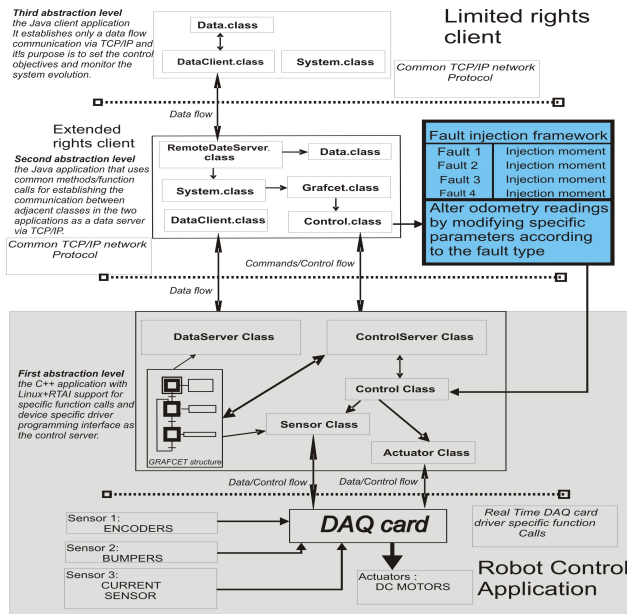 Third abstraction level
the Java client application
It establishes only a data flow
communication via TCP/IP and
itls purpose is to set the control
objectives and monitor the
system evolution.
Data.class
DataClient.class
System.class
Limited rights
client
Common TCP/IP network
Protocol
Data flow
Extended
rights client
Second abstraction level
the Java application that uses
common methods/function
calls for establishing the
communication between
adjacent classes in the two
applications as a data server
via TCP/IP.
Common TCP/IP network
Protocol
RemoteDateServer.
class
Data.class
System.class
Grafcet.class
DataClient.class
Control.class
Fault injection framework
Fault 1 Injection moment
Fault 2 Injection moment
Fault 3 Injection moment
Fault 4 Injection moment
Alter odometry readings
by modifying specific
parameters according
to the fault type
Data flow
Commands/Control flow
DataServer Class
ControlServer Class
First abstraction level
the C++ application with
Linux+RTAI support for
specific function calls and
device specific driver
programming interface as
the control server.
Control Class
Sensor Class
Actuator Class
GRAFCET structure
Data/Control flow
Data/Control flow
Sensor 1:
ENCODERS
Sensor 2:
BUMPERS
Sensor 3:
CURRENT
SENSOR
DAQ card
Real Time DAQ card
driver specific function
Calls
Actuators :
DC MOTORS
Robot Control
Application